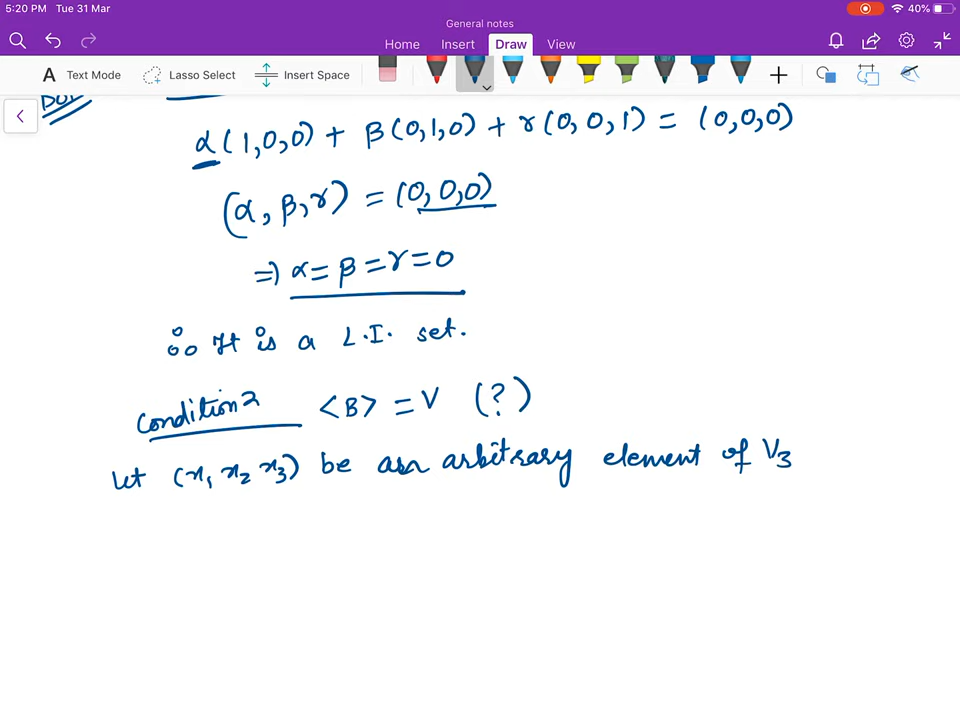 5:20 PM Tue 31 Mar
40%
General notes
Home Insert Draw View
A Text Mode Lasso Select Insert Space
α(1,0,0) + β(0,1,0) + r(0,0,1) = (0,0,0)
(α, β, r) = (0,0,0)
⇒ α = β = r = 0
∴ It is a L.I. set.
Condition 2 <B> = V (?)
Let (x₁ x₂ x₃) be an arbitrary element of V₃